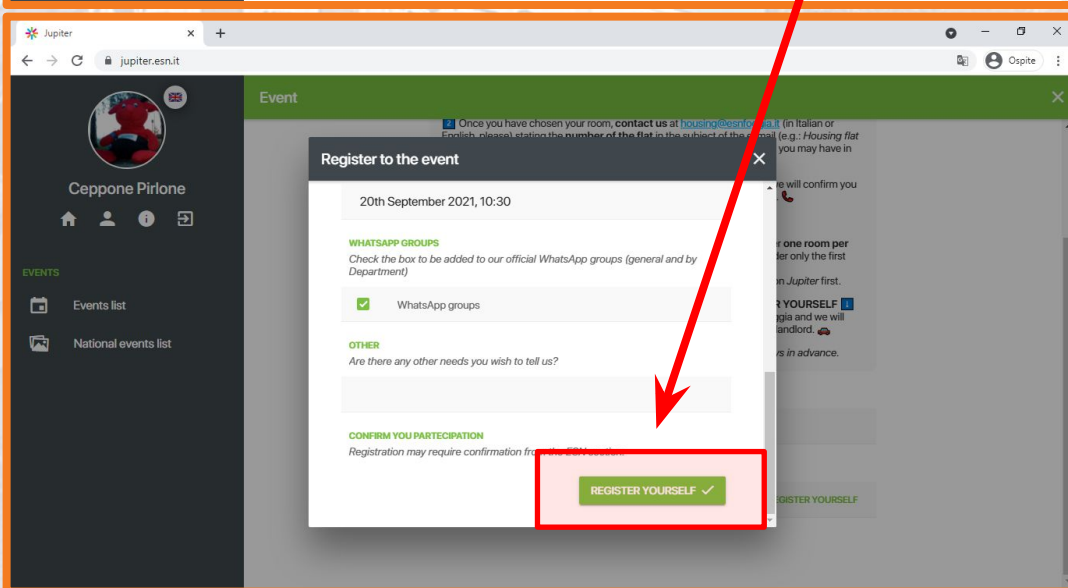 Jupiter
jupiter.esn.it
Ospite
Event
Ceppone Pirlone
EVENTS
Events list
National events list
2 Once you have chosen your room, contact us at housing@esnfoggia.it (in Italian or
English, please) stating the number of the flat in the subject of the email (e.g.: Housing flat
you may have in
we will confirm you
one room per
only the first
on Jupiter first.
YOURSELF 1
and we will
landlord.
in advance.
REGISTER YOURSELF
Register to the event
20th September 2021, 10:30
WHATSAPP GROUPS
Check the box to be added to our official WhatsApp groups (general and by
Department)
WhatsApp groups
OTHER
Are there any other needs you wish to tell us?
CONFIRM YOU PARTECIPATION
Registration may require confirmation from the ESN section.
REGISTER YOURSELF